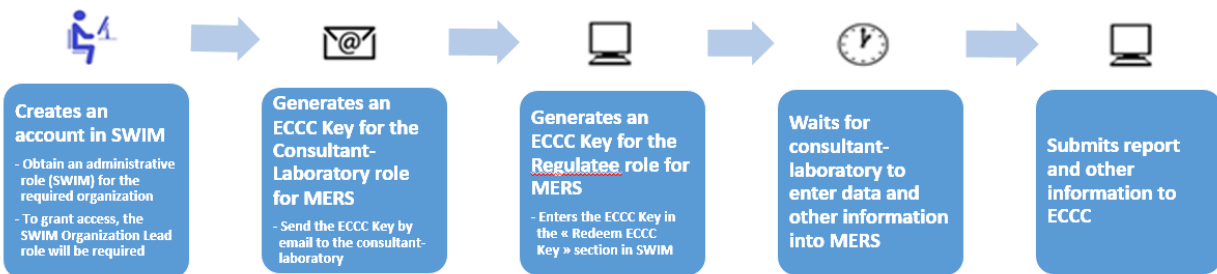 @
Creates an
account in SWIM
- Obtain an administrative
role (SWIM) for the
required organization
- To grant access, the
SWIM Organization Lead
role will be required
Generates an
ECCC Key for the
Consultant-
Laboratory role
for MERS
- Send the ECCC Key by
email to the consultant-
laboratory
Generates an
ECCC Key for the
Regulatee role for
MERS
- Enters the ECCC Key in
the « Redeem ECCC
Key » section in SWIM
Waits for
consultant-
laboratory to
enter data and
other information
into MERS
Submits report
and other
information to
ECCC